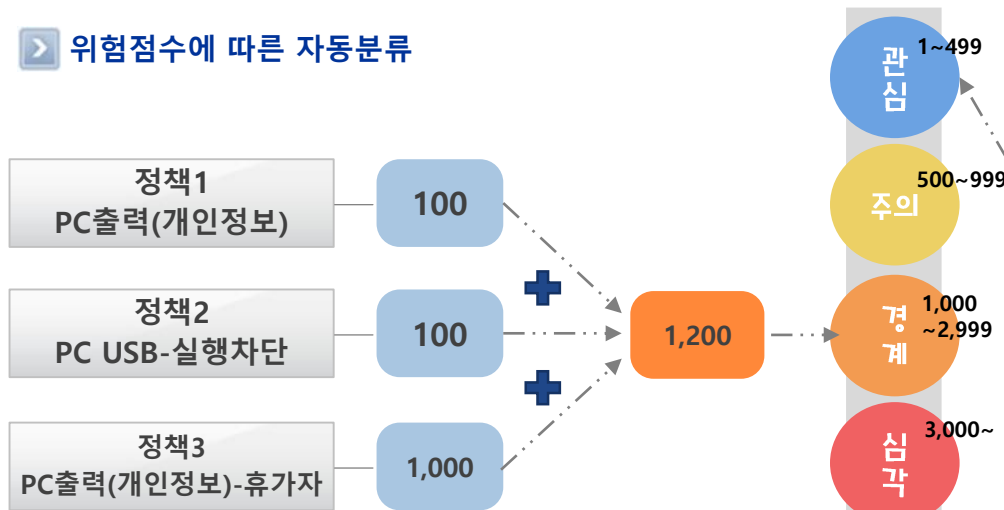 위험점수에 따른 자동분류
정책1
PC출력(개인정보)
100
정책2
PC USB-실행차단
100
정책3
PC출력(개인정보)-휴가자
1,000
1,200
관
심
1~499
주의
500~999
경
계
1,000
~2,999
심
각
3,000~